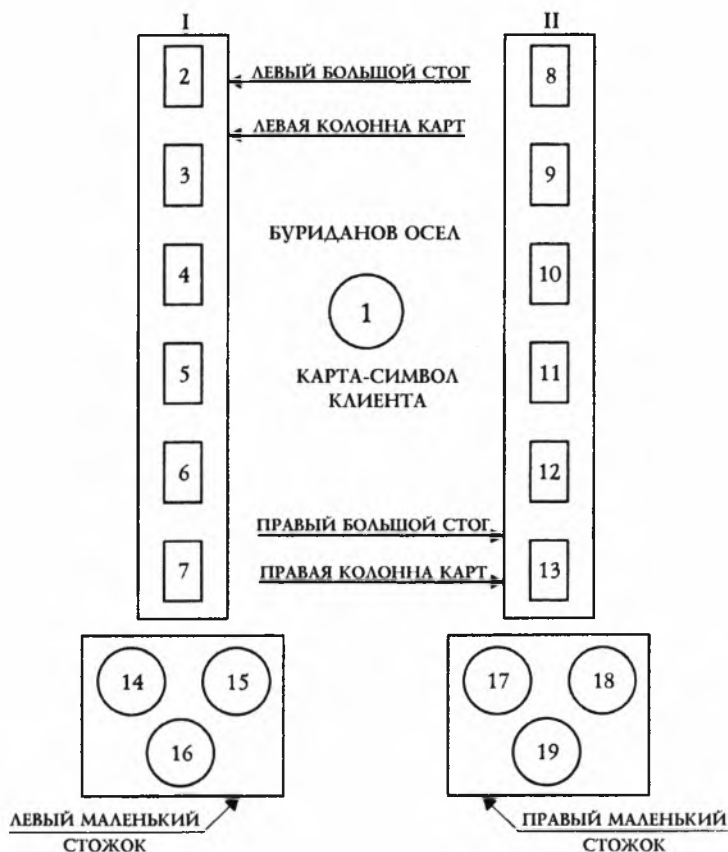 I
II
2
ЛЕВЫЙ БОЛЬШОЙ СТОГ
8
ЛЕВАЯ КОЛОННА КАРТ
3
9
БУРИДАНОВ ОСЕЛ
4
10
1
5
11
КАРТА-СИМВОЛ
КЛИЕНТА
6
12
ПРАВЫЙ БОЛЬШОЙ СТОГ
7
ПРАВАЯ КОЛОННА КАРТ
13
14
15
17
18
16
19
ЛЕВЫЙ МАЛЕНЬКИЙ
СТОЖОК
ПРАВЫЙ МАЛЕНЬКИЙ
СТОЖОК